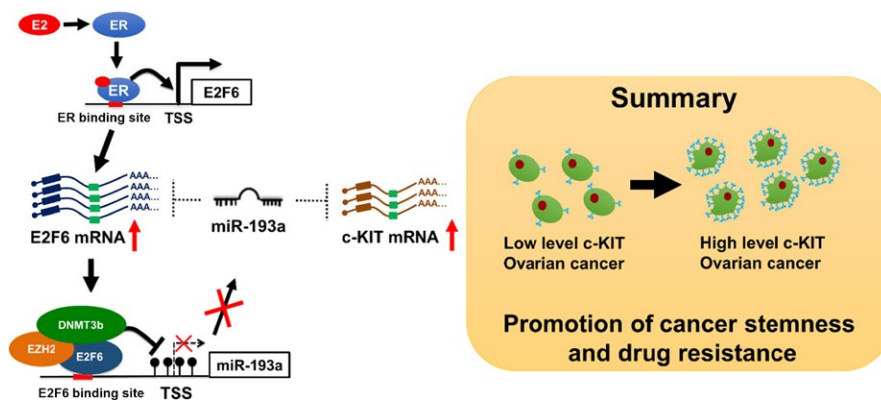 E2
ER
ER
E2F6
ER binding site
TSS
AAA...
AAA...
AAA...
AAA...
E2F6 mRNA
miR-193a
AAA...
AAA...
AAA...
c-KIT mRNA
DNMT3b
EZH2
E2F6
miR-193a
E2F6 binding site
TSS
Summary
Low level c-KIT
Ovarian cancer
High level c-KIT
Ovarian cancer
Promotion of cancer stemness
and drug resistance